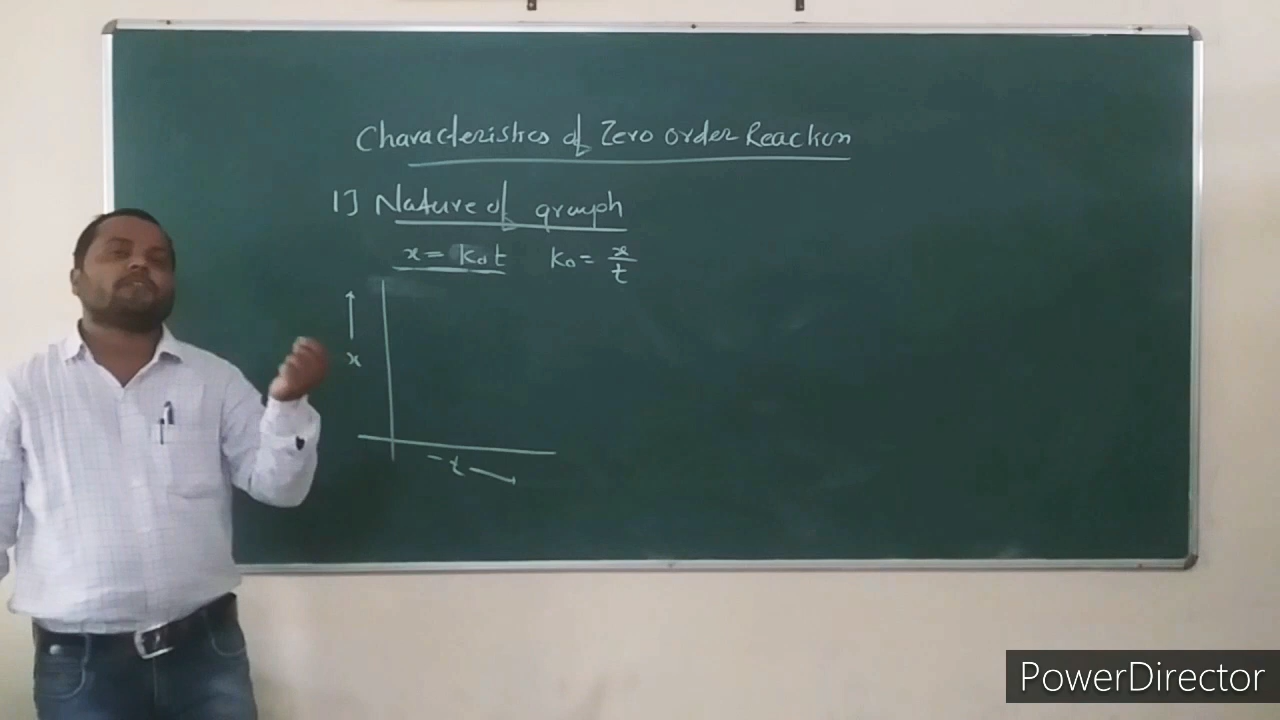 Characteristics of Zero order Reaction
1] Nature of graph
x = k₀t k₀ = x/t
x
t
PowerDirector